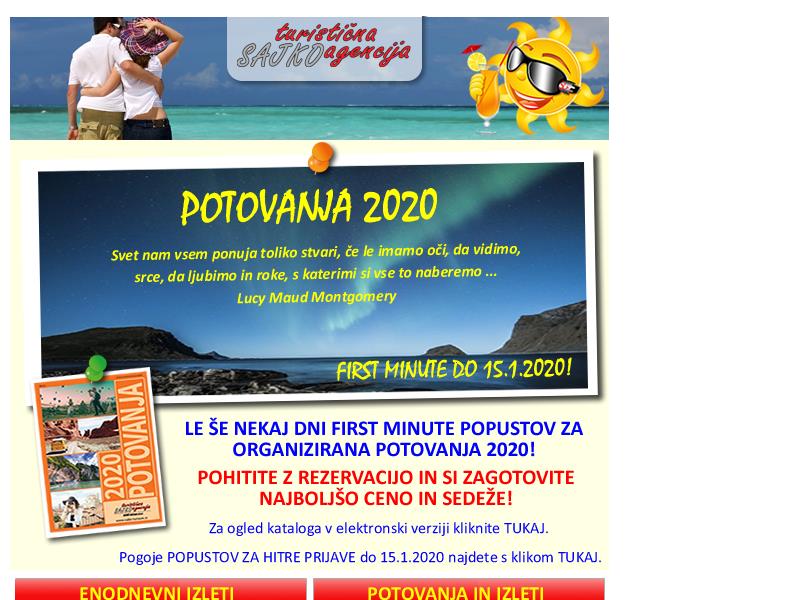 turistična
SAJKO agencija
POTOVANJA 2020
Svet nam vsem ponuja toliko stvari, če le imamo oči, da vidimo,
srce, da ljubimo in roke, s katerimi si vse to naberemo ...
Lucy Maud Montgomery
FIRST MINUTE DO 15.1.2020!
2020
POTOVANJA
turistična
SAJKO agencija
LE ŠE NEKAJ DNI FIRST MINUTE POPUSTOV ZA
ORGANIZIRANA POTOVANJA 2020!
POHITITE Z REZERVACIJO IN SI ZAGOTOVITE
NAJBOLJŠO CENO IN SEDEŽE!
Za ogled kataloga v elektronski verziji kliknite TUKAJ.
Pogoje POPUSTOV ZA HITRE PRIJAVE do 15.1.2020 najdete s klikom TUKAJ.
ENODNEVNI IZLETI
POTOVANJA IN IZLETI